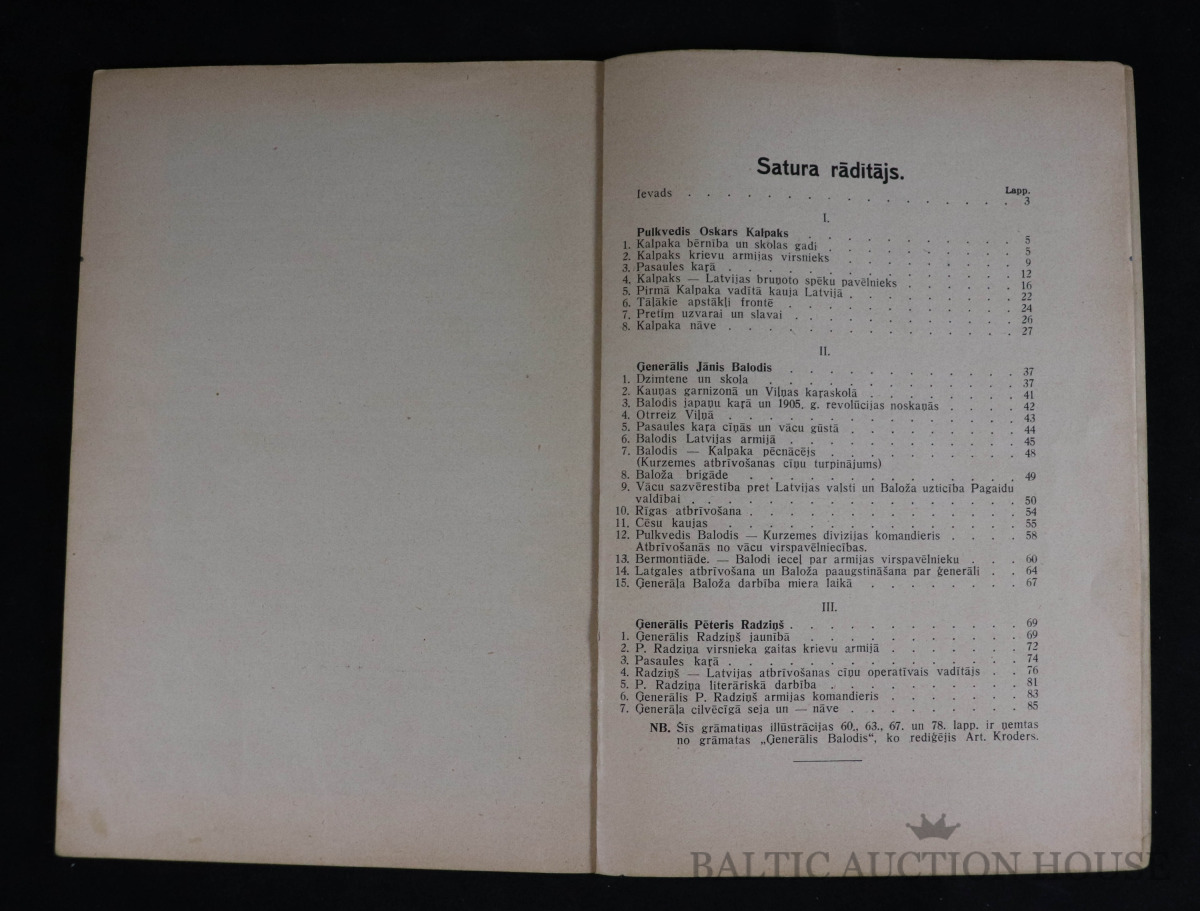 Satura rādītājs.
Lapp.
Ievads . . . . . . . . . . . . . . . . . 3
I.
Pulkvedis Oskars Kalpaks . . . . . . . . . . . 5
1. Kalpaka bērnība un skolas gadi . . . . . . . . . . 5
2. Kalpaks krievu armijas virsnieks . . . . . . . . . 9
3. Pasaules kaŗā . . . . . . . . . . . . . . . 12
4. Kalpaks — Latvijas bruņoto spēku pavēlnieks . . . . . . 16
5. Pirmā Kalpaka vadītā kauja Latvijā . . . . . . . . . 22
6. Tāļākie apstākļi frontē . . . . . . . . . . . . 24
7. Pretim uzvarai un slavai . . . . . . . . . . . . 26
8. Kalpaka nāve . . . . . . . . . . . . . . . 27
II.
Ģenerālis Jānis Balodis . . . . . . . . . . . . 37
1. Dzimtene un skola . . . . . . . . . . . . . 37
2. Kauņas garnizonā un Viļņas kaŗaskolā . . . . . . . . 41
3. Balodis japaņu kaŗā un 1905. g. revolūcijas noskaņās . . . . 42
4. Otrreiz Viļņā . . . . . . . . . . . . . . . 43
5. Pasaules kaŗa cīņās un vācu gūstā . . . . . . . . . 44
6. Balodis Latvijas armijā . . . . . . . . . . . . 45
7. Balodis — Kalpaka pēcnācējs . . . . . . . . . . 48
(Kurzemes atbrīvošanas cīņu turpinājums)
8. Baloža brigāde . . . . . . . . . . . . . . 49
9. Vācu sazvērestība pret Latvijas valsti un Baloža uzticība Pagaidu
valdībai . . . . . . . . . . . . . . . . . 50
10. Rīgas atbrīvošana . . . . . . . . . . . . . . 54
11. Cēsu kaujas . . . . . . . . . . . . . . . 55
12. Pulkvedis Balodis — Kurzemes divizijas komandieris . . . . 58
Atbrīvošanās no vācu virspavēlniecības.
13. Bermontiāde. — Balodi ieceļ par armijas virspavēlnieku . . . 60
14. Latgales atbrīvošana un Baloža paaugstināšana par ģenerāli . . 64
15. Ģenerāļa Baloža darbība miera laikā . . . . . . . . . 67
III.
Ģenerālis Pēteris Radziņš . . . . . . . . . . . . 69
1. Ģenerālis Radziņš jaunībā . . . . . . . . . . . 69
2. P. Radziņa virsnieka gaitas krievu armijā . . . . . . . 72
3. Pasaules kaŗā . . . . . . . . . . . . . . . 74
4. Radziņš — Latvijas atbrīvošanas cīņu operatīvais vadītājs . . 76
5. P. Radziņa literāriskā darbība . . . . . . . . . . 81
6. Ģenerālis P. Radziņš armijas komandieris . . . . . . . 83
7. Ģenerāļa cilvēcīgā seja un — nāve . . . . . . . . . 85
NB. Šīs grāmatiņas illūstrācijas 60., 63., 67. un 78. lapp. ir ņemtas
no grāmatas „Ģenerālis Balodis“, ko rediģējis Art. Kroders.
BALTIC AUCTION HOUSE